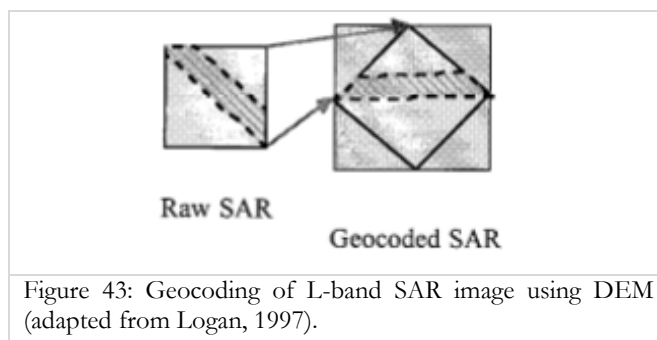 Raw SAR
Geocoded SAR
Figure 43: Geocoding of L-band SAR image using DEM
(adapted from Logan, 1997).